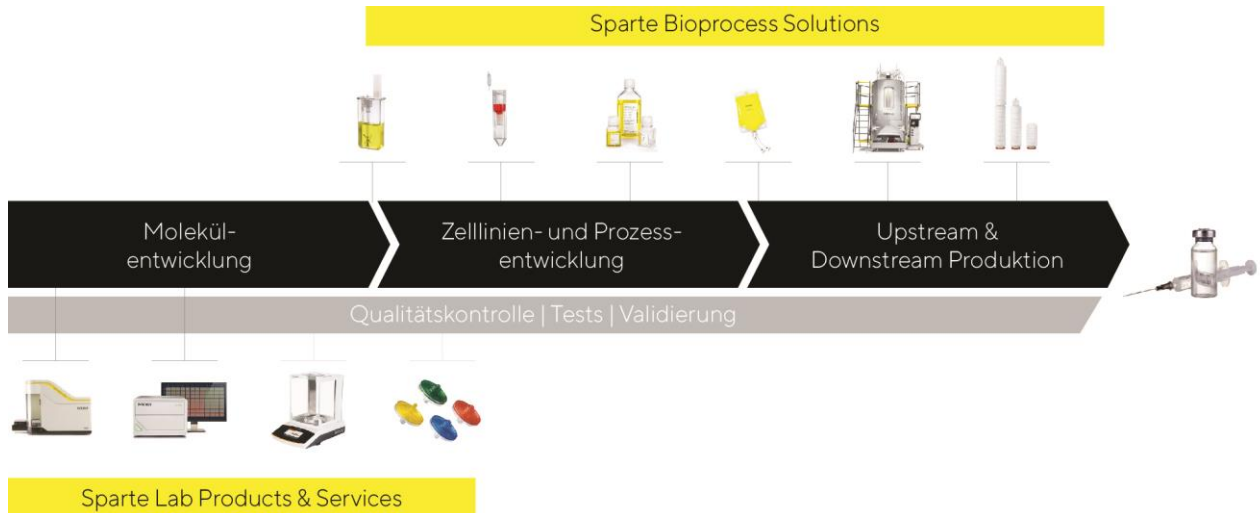 Sparte Bioprocess Solutions
Molekül-
entwicklung
Zelllinien- und Prozess-
entwicklung
Upstream &
Downstream Produktion
Qualitätskontrolle | Tests | Validierung
Sparte Lab Products & Services